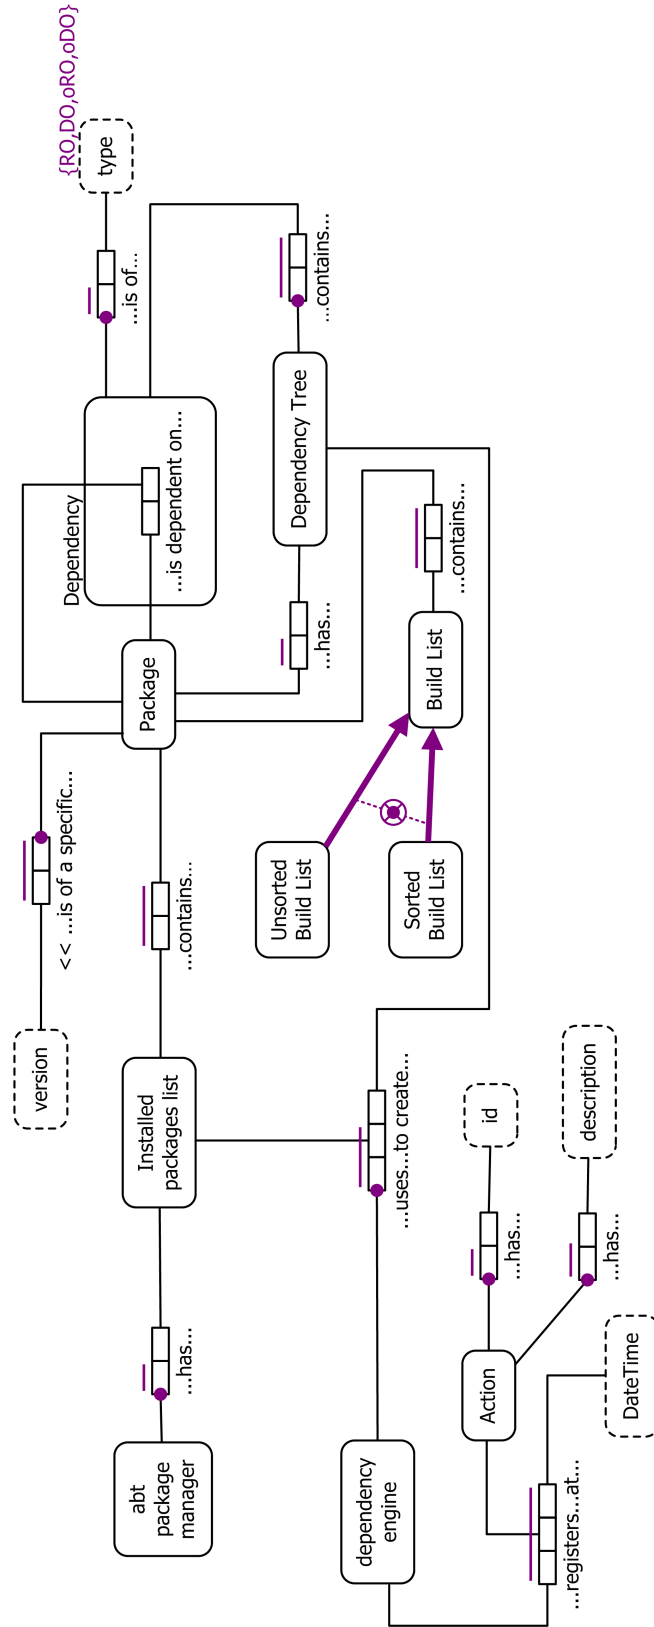 {RO,DO,oRO,oDO}
type
...is of...
...contains...
Dependency
...is dependent on...
Dependency Tree
Package
...has...
...contains...
Build List
<< ...is of a specific...
...contains...
Unsorted
Build List
Sorted
Build List
version
Installed
packages list
...uses...to create...
id
description
...has...
...has...
...has...
Action
DateTime
abt
package
manager
dependency
engine
...registers...at...